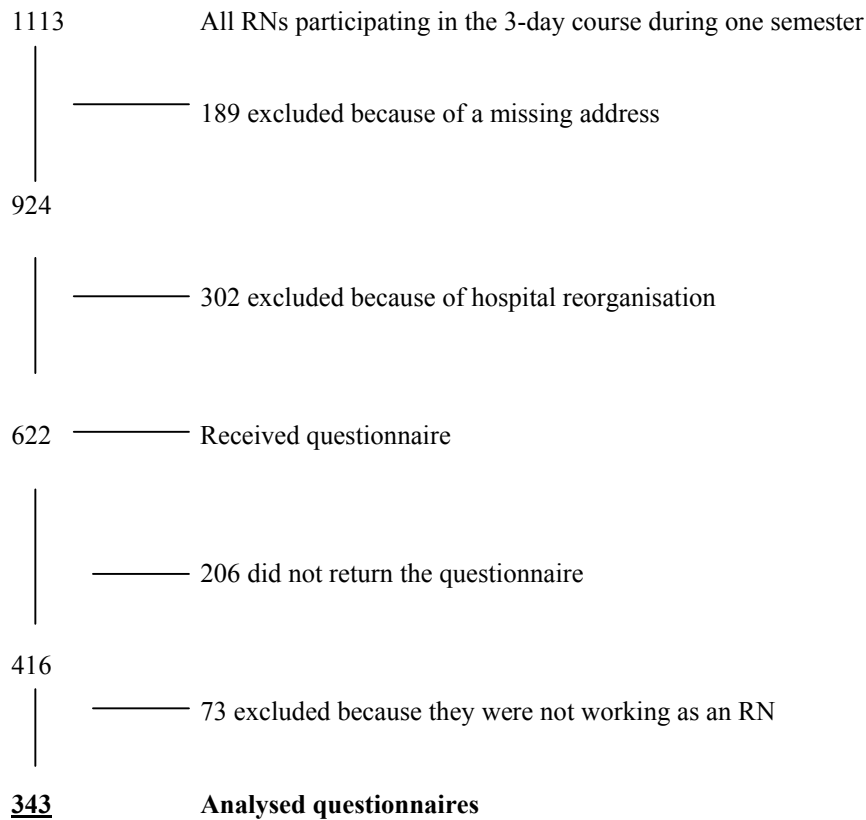 1113 All RNs participating in the 3-day course during one semester
189 excluded because of a missing address
924
302 excluded because of hospital reorganisation
622 Received questionnaire
206 did not return the questionnaire
416
73 excluded because they were not working as an RN
343 Analysed questionnaires